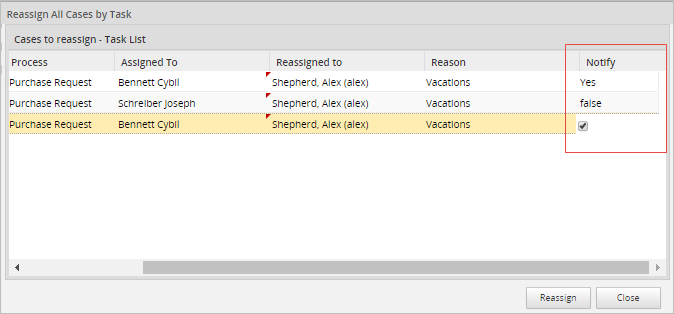 Reassign All Cases by Task
Cases to reassign - Task List
Process Assigned To Reassigned to Reason Notify
Purchase Request Bennett Cybil Shepherd, Alex (alex) Vacations Yes
Purchase Request Schreiber Joseph Shepherd, Alex (alex) Vacations false
Purchase Request Bennett Cybil Shepherd, Alex (alex) Vacations
Reassign Close